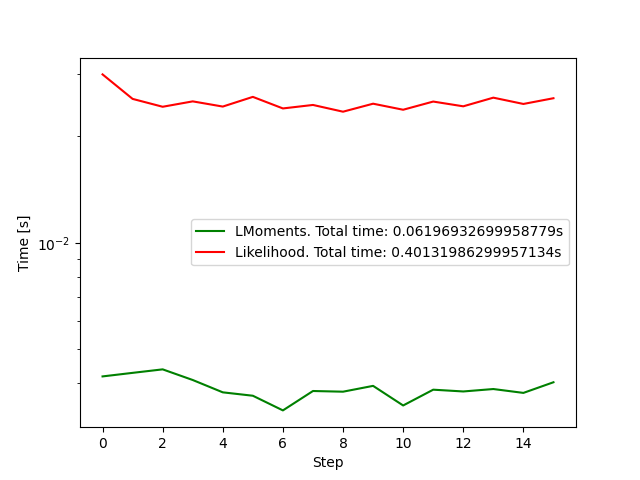 Time [s]
10⁻²
LMoments. Total time: 0.06196932699958779s
Likelihood. Total time: 0.40131986299957134s
0 2 4 6 8 10 12 14
Step